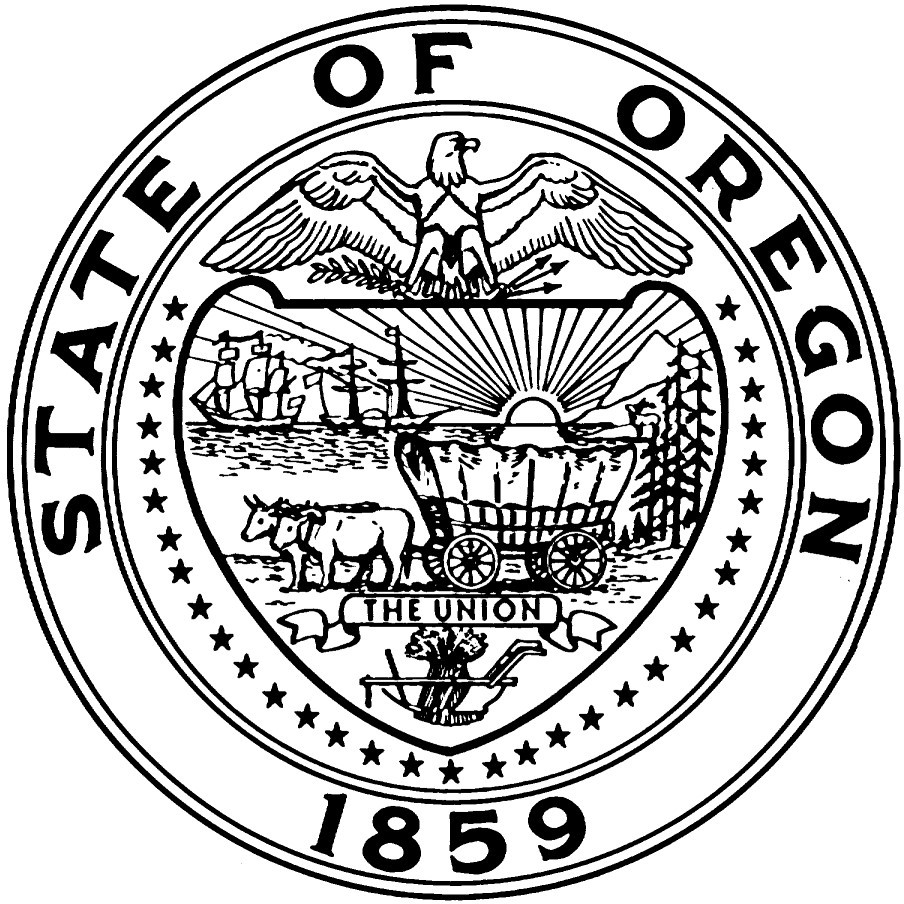 STATE OF OREGON
THE UNION
1859